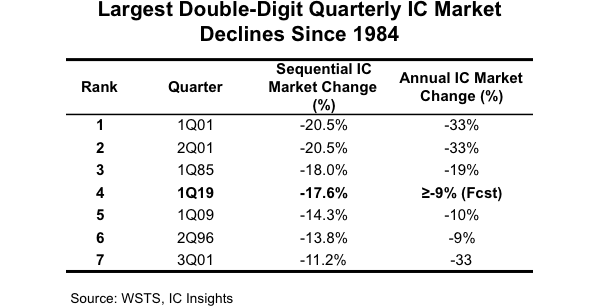 Largest Double-Digit Quarterly IC Market
Declines Since 1984
Rank Quarter Sequential IC Market Change (%) Annual IC Market Change (%)
1 1Q01 -20.5% -33%
2 2Q01 -20.5% -33%
3 1Q85 -18.0% -19%
4 1Q19 -17.6% ≥-9% (Fcst)
5 1Q09 -14.3% -10%
6 2Q96 -13.8% -9%
7 3Q01 -11.2% -33
Source: WSTS, IC Insights